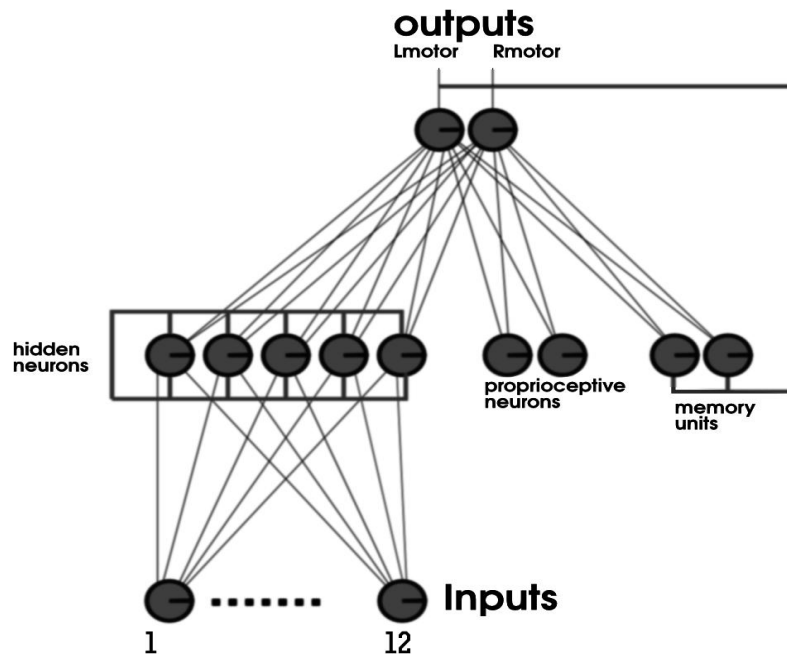 outputs
Lmotor Rmotor
hidden
neurons
proprioceptive
neurons
memory
units
Inputs
1 12